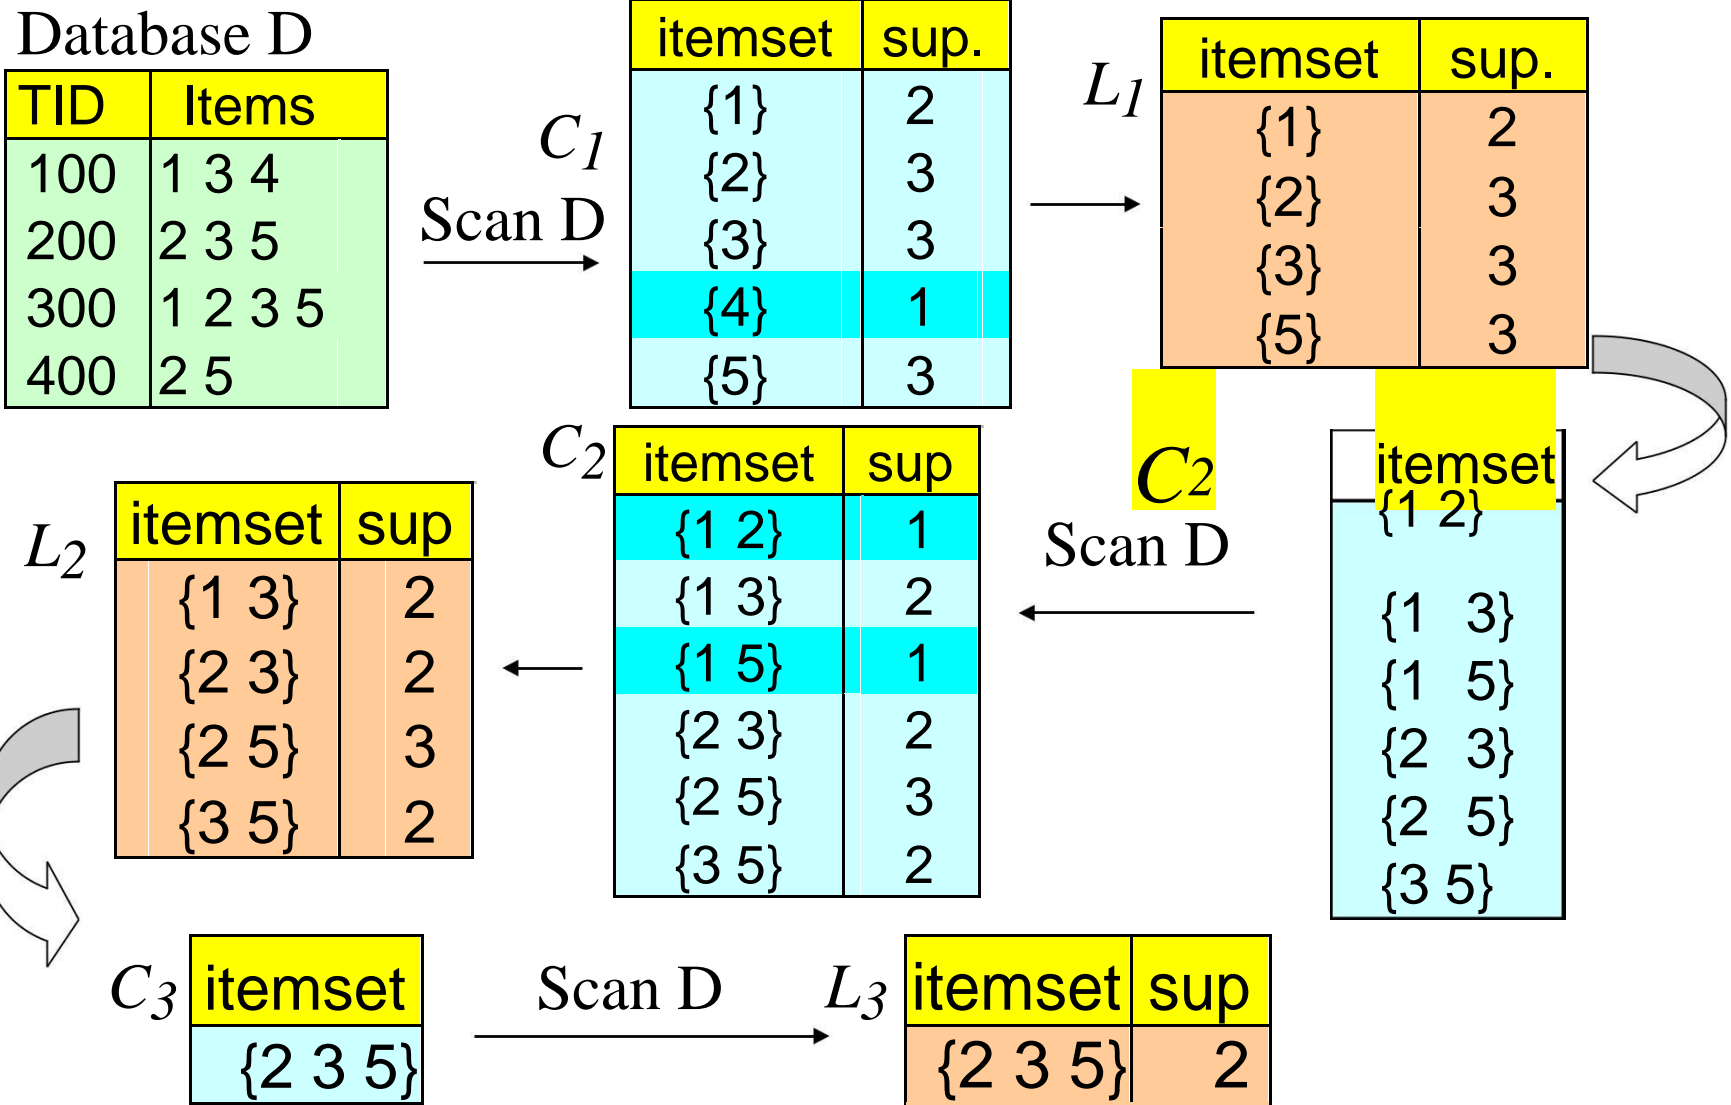 Database D
TID Items
100 1 3 4
200 2 3 5
300 1 2 3 5
400 2 5
Scan D
C1
itemset sup.
{1} 2
{2} 3
{3} 3
{4} 1
{5} 3
L1
itemset sup.
{1} 2
{2} 3
{3} 3
{5} 3
C2
itemset
{1 2}
{1 3}
{1 5}
{2 3}
{2 5}
{3 5}
Scan D
C2
itemset sup
{1 2} 1
{1 3} 2
{1 5} 1
{2 3} 2
{2 5} 3
{3 5} 2
L2
itemset sup
{1 3} 2
{2 3} 2
{2 5} 3
{3 5} 2
C3
itemset
{2 3 5}
Scan D
L3
itemset sup
{2 3 5} 2